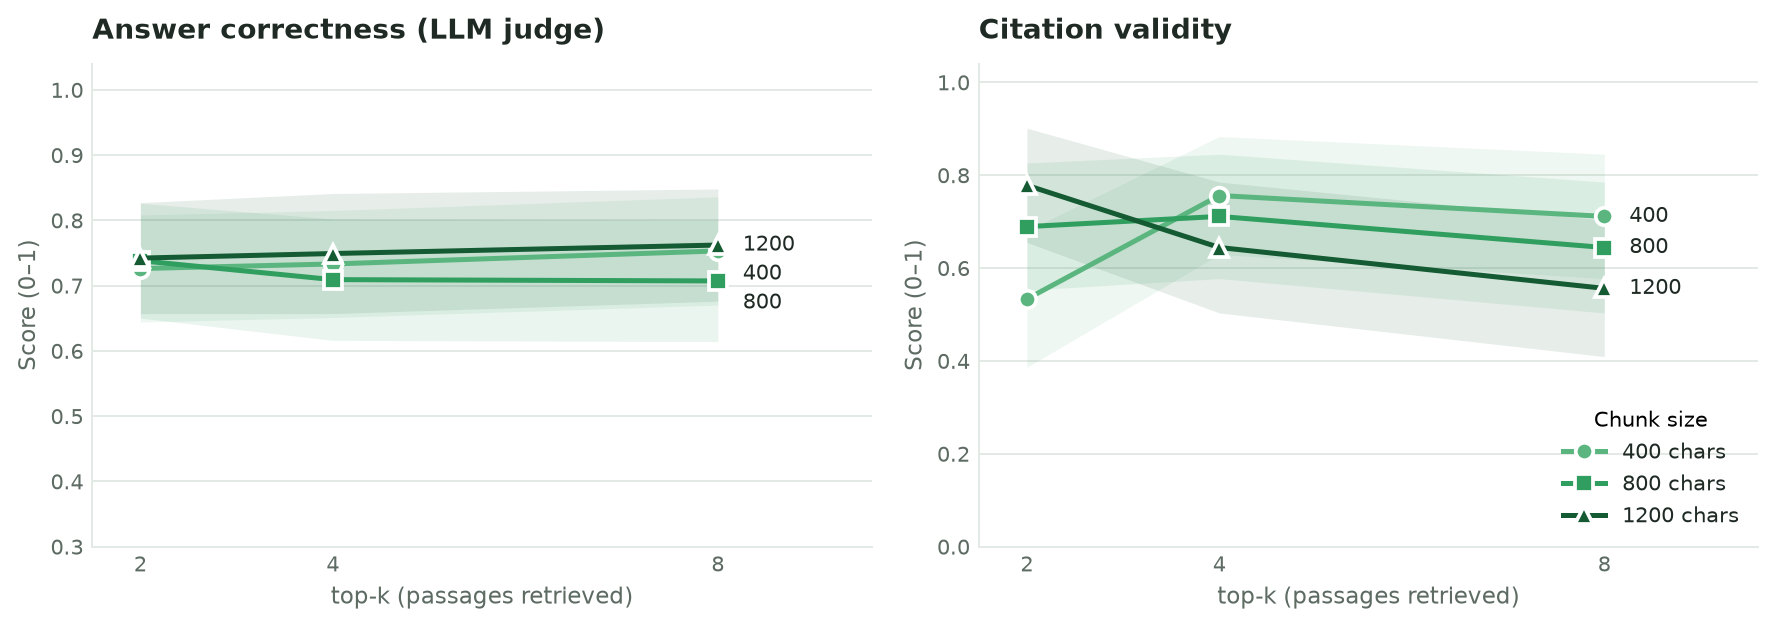 Answer correctness (LLM judge)
1.0
0.9
0.8
0.7
0.6
0.5
0.4
0.3
Score (0–1)
2
4
8
top-k (passages retrieved)
1200
400
800
Citation validity
1.0
0.8
0.6
0.4
0.2
0.0
Score (0–1)
2
4
8
top-k (passages retrieved)
400
800
1200
Chunk size
400 chars
800 chars
1200 chars